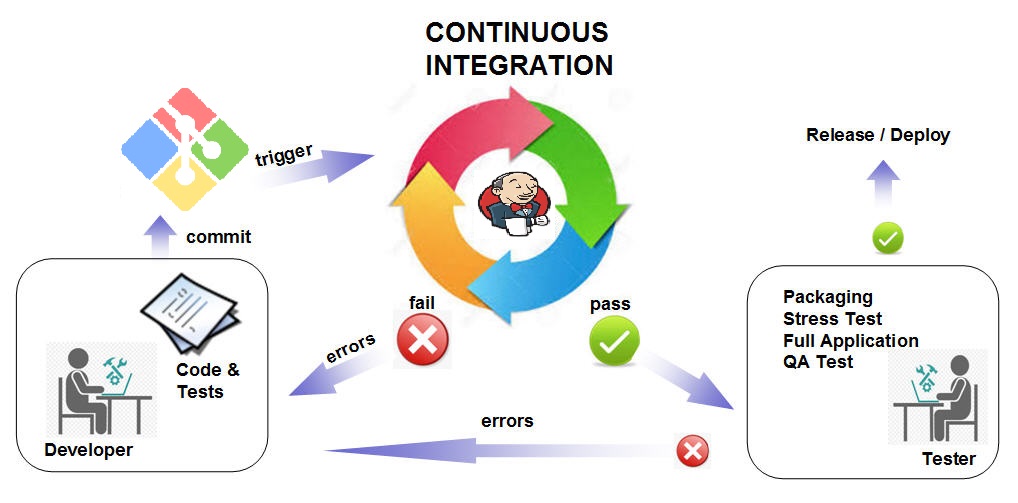 CONTINUOUS
INTEGRATION
trigger
Release / Deploy
commit
fail
pass
errors
Code &
Tests
Developer
Packaging
Stress Test
Full Application
QA Test
Tester
errors